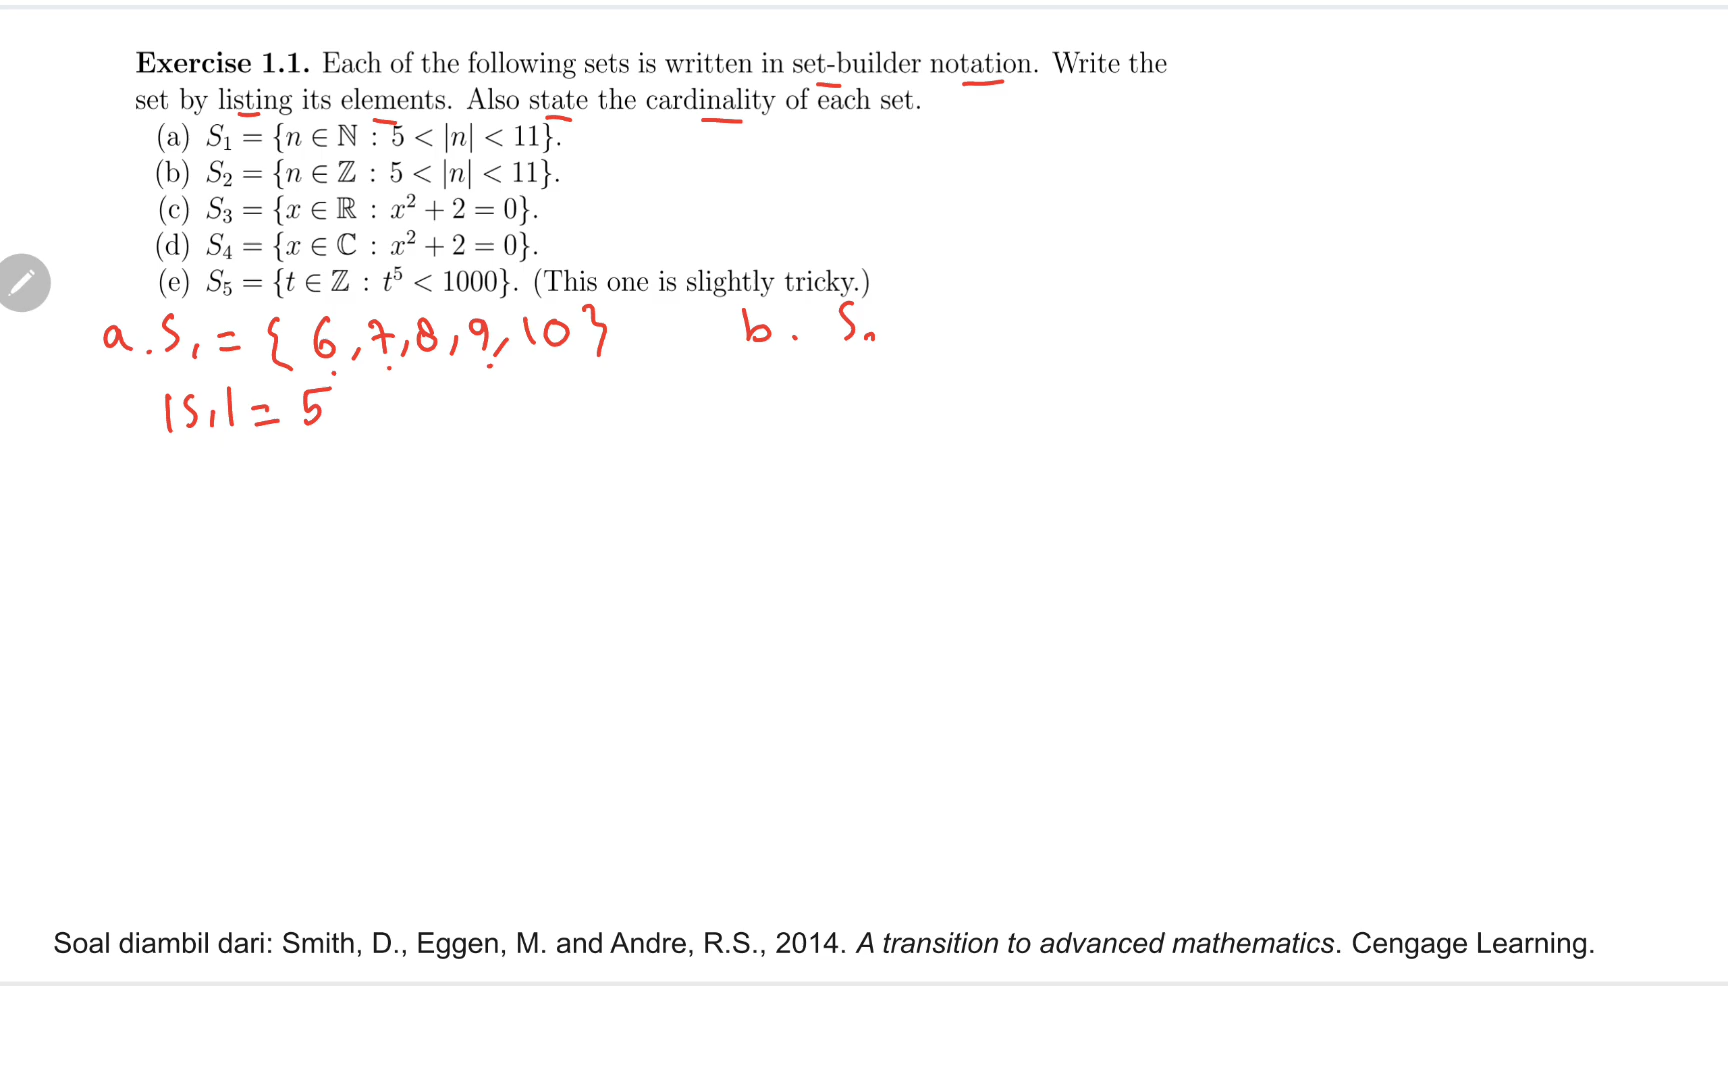 Exercise 1.1. Each of the following sets is written in set-builder notation. Write the
set by listing its elements. Also state the cardinality of each set.
(a) S₁ = {n ∈ ℕ : 5 < |n| < 11}.
(b) S₂ = {n ∈ ℤ : 5 < |n| < 11}.
(c) S₃ = {x ∈ ℝ : x² + 2 = 0}.
(d) S₄ = {x ∈ ℂ : x² + 2 = 0}.
(e) S₅ = {t ∈ ℤ : t⁵ < 1000}. (This one is slightly tricky.)
a. S₁ = { 6, 7, 8, 9, 10 }
|S₁| = 5
b. S
Soal diambil dari: Smith, D., Eggen, M. and Andre, R.S., 2014. A transition to advanced mathematics. Cengage Learning.